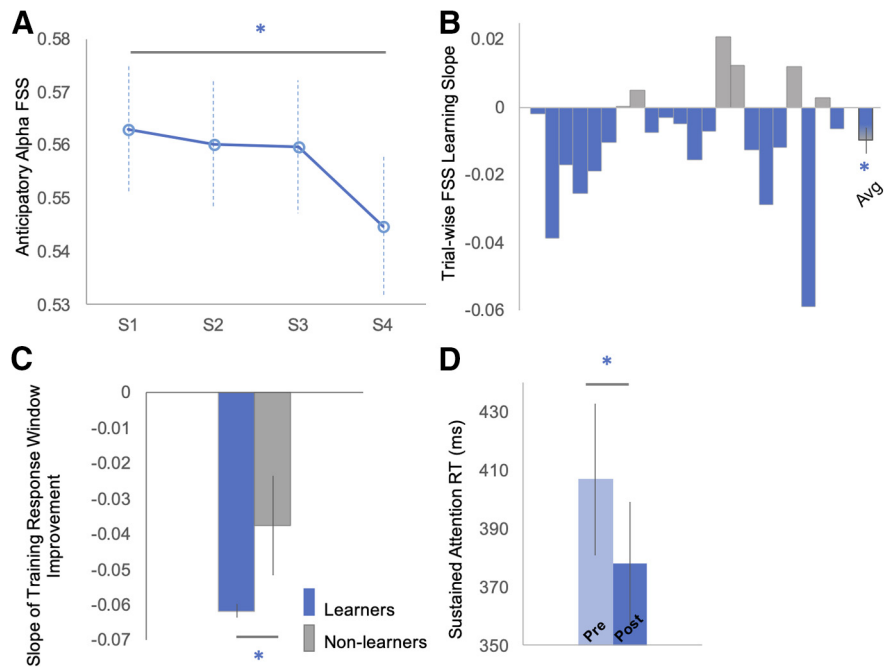 A
Anticipatory Alpha FSS
0.58
0.57
0.56
0.55
0.54
0.53
*
S1 S2 S3 S4
B
Trial-wise FSS Learning Slope
0.02
0
-0.02
-0.04
-0.06
*
Avg
C
Slope of Training Response Window
Improvement
0
-0.01
-0.02
-0.03
-0.04
-0.05
-0.06
-0.07
*
Learners
Non-learners
D
Sustained Attention RT (ms)
430
410
390
370
350
*
Pre Post